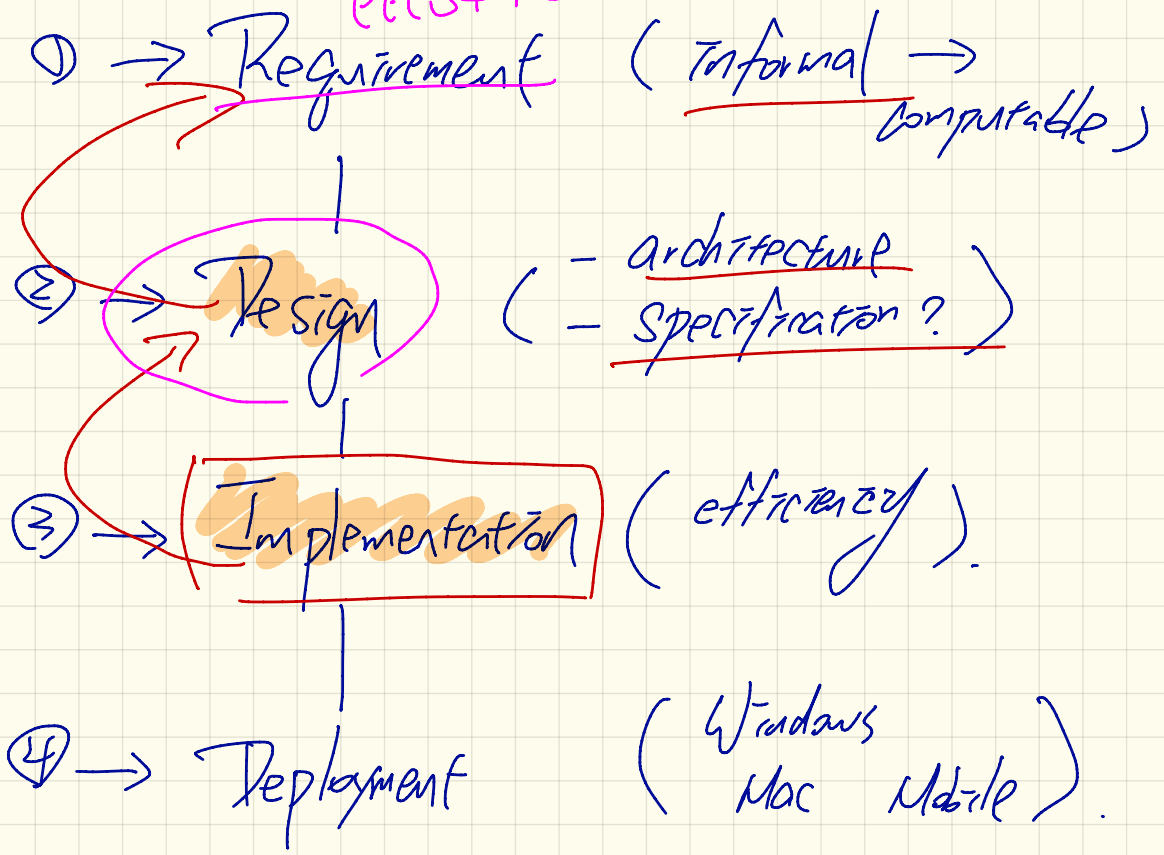 ① → Requirement (informal →
computable)
② → Design (- architecture
- specification?)
③ → Implementation (efficiency).
④ → Deployment (Windows
Mac Mobile).